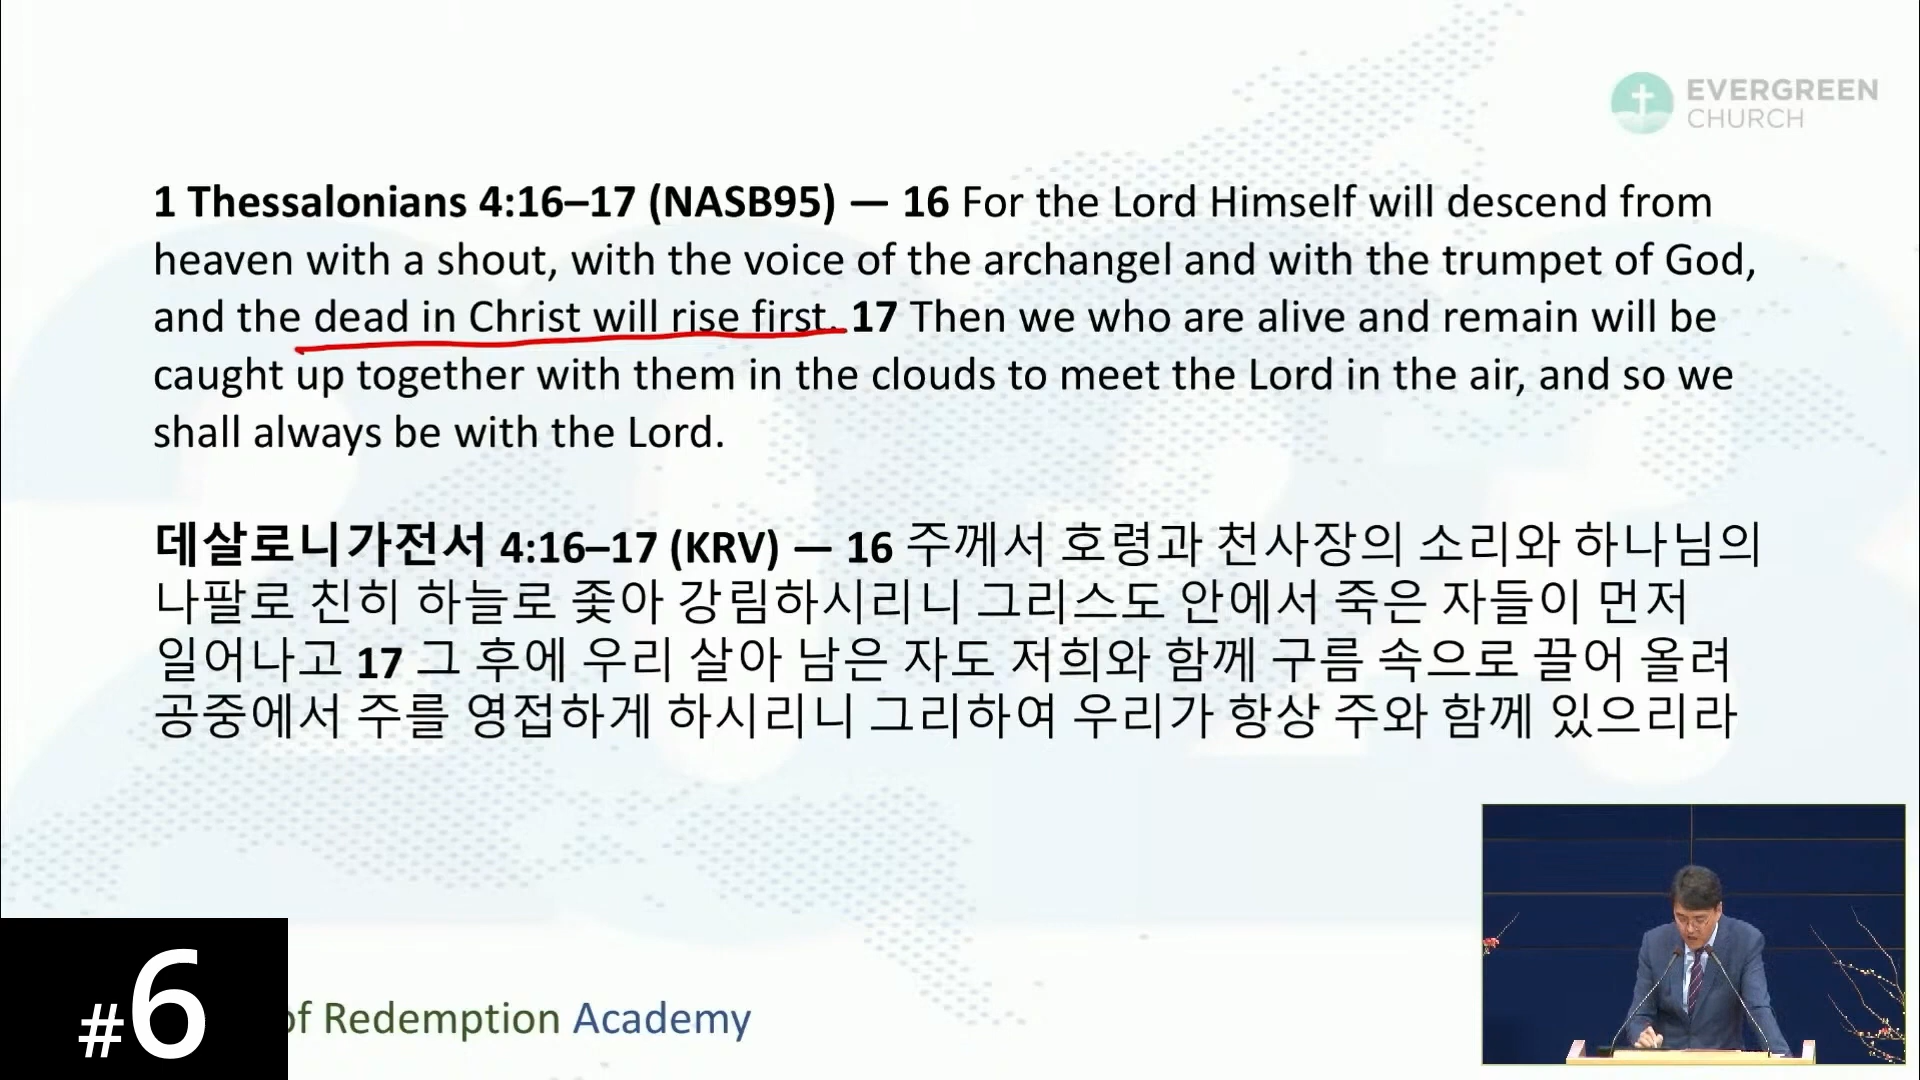 EVERGREEN
CHURCH
1 Thessalonians 4:16–17 (NASB95) — 16 For the Lord Himself will descend from
heaven with a shout, with the voice of the archangel and with the trumpet of God,
and the dead in Christ will rise first. 17 Then we who are alive and remain will be
caught up together with them in the clouds to meet the Lord in the air, and so we
shall always be with the Lord.
데살로니가전서 4:16–17 (KRV) — 16 주께서 호령과 천사장의 소리와 하나님의
나팔로 친히 하늘로 좇아 강림하시리니 그리스도 안에서 죽은 자들이 먼저
일어나고 17 그 후에 우리 살아 남은 자도 저희와 함께 구름 속으로 끌어 올려
공중에서 주를 영접하게 하시리니 그리하여 우리가 항상 주와 함께 있으리라
#6
of Redemption Academy